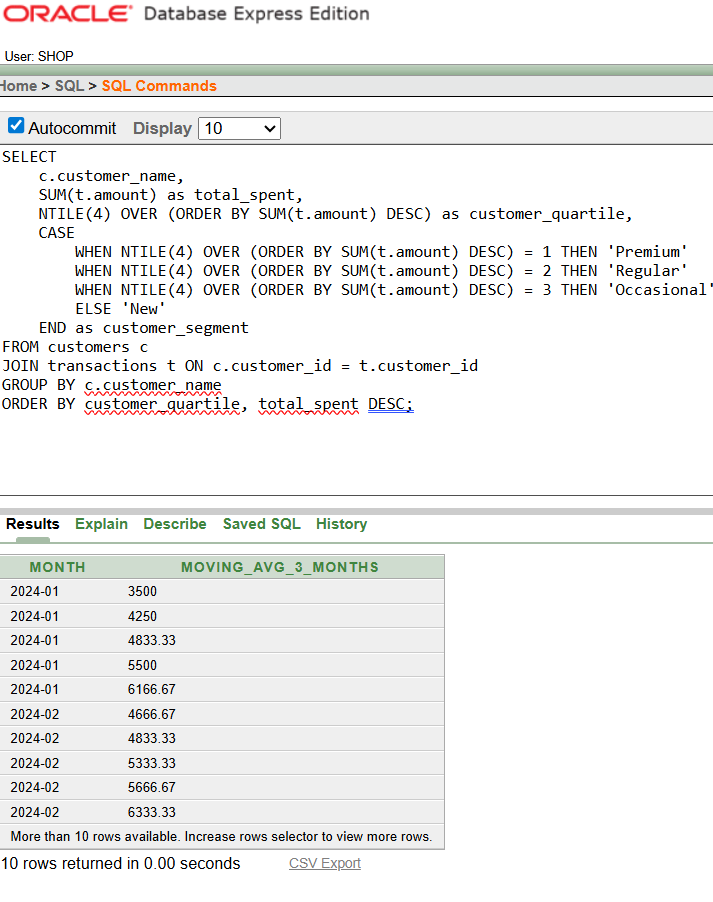 ORACLE® Database Express Edition
User: SHOP
Home > SQL > SQL Commands
Autocommit Display 10
SELECT
    c.customer_name,
    SUM(t.amount) as total_spent,
    NTILE(4) OVER (ORDER BY SUM(t.amount) DESC) as customer_quartile,
    CASE
        WHEN NTILE(4) OVER (ORDER BY SUM(t.amount) DESC) = 1 THEN 'Premium'
        WHEN NTILE(4) OVER (ORDER BY SUM(t.amount) DESC) = 2 THEN 'Regular'
        WHEN NTILE(4) OVER (ORDER BY SUM(t.amount) DESC) = 3 THEN 'Occasional'
        ELSE 'New'
    END as customer_segment
FROM customers c
JOIN transactions t ON c.customer_id = t.customer_id
GROUP BY c.customer_name
ORDER BY customer_quartile, total_spent DESC;
Results Explain Describe Saved SQL History
MONTH MOVING_AVG_3_MONTHS
2024-01 3500
2024-01 4250
2024-01 4833.33
2024-01 5500
2024-01 6166.67
2024-02 4666.67
2024-02 4833.33
2024-02 5333.33
2024-02 5666.67
2024-02 6333.33
More than 10 rows available. Increase rows selector to view more rows.
10 rows returned in 0.00 seconds CSV Export